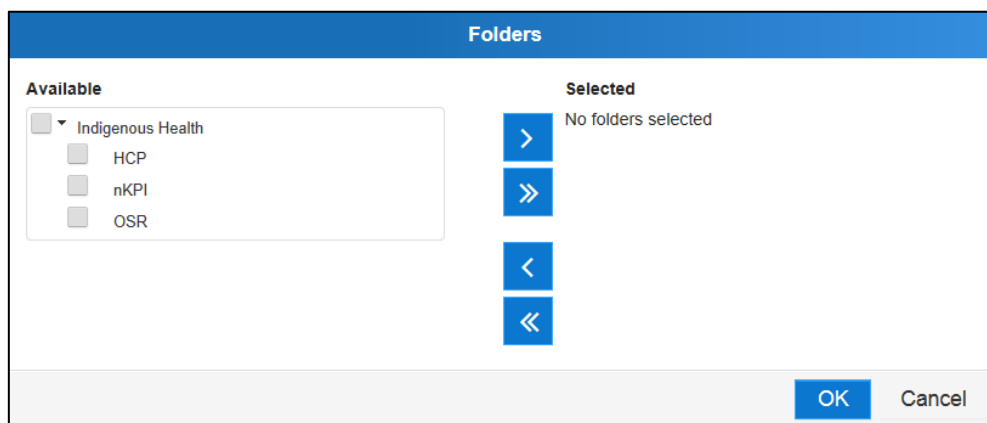 Folders
Available
Indigenous Health
HCP
nKPI
OSR
Selected
No folders selected
OK
Cancel